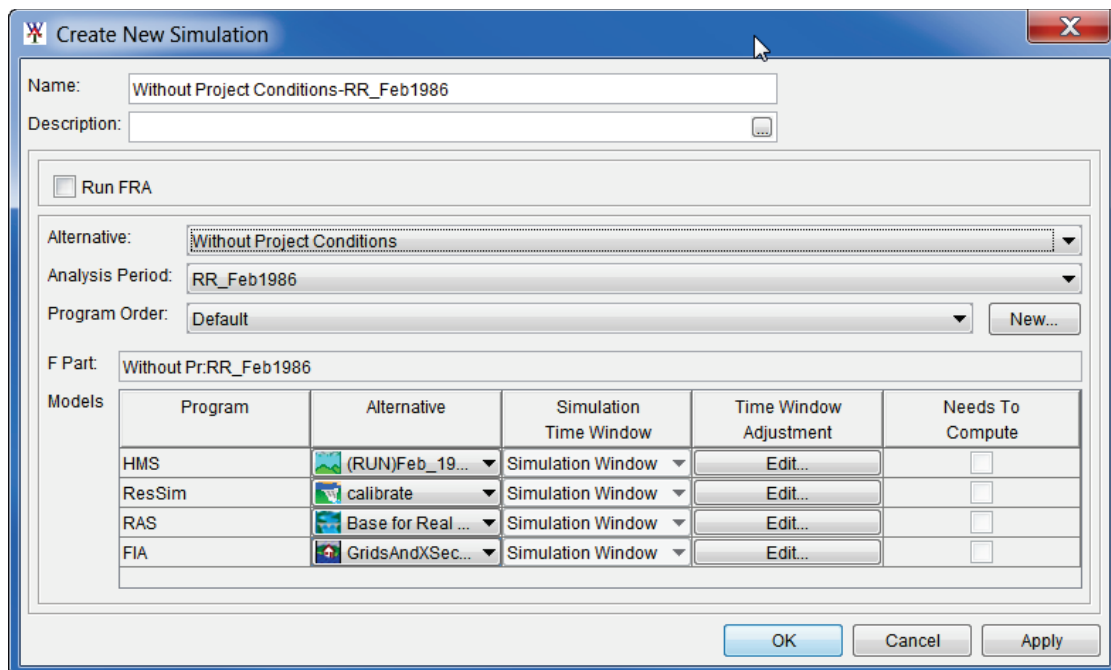 Create New Simulation
X
Name: Without Project Conditions-RR_Feb1986
Description: ...
Run FRA
Alternative: Without Project Conditions
Analysis Period: RR_Feb1986
Program Order: Default New...
F Part: Without Pr:RR_Feb1986
Models Program Alternative Simulation Time Window Time Window Adjustment Needs To Compute
HMS (RUN)Feb_19... Simulation Window Edit...
ResSim calibrate Simulation Window Edit...
RAS Base for Real ... Simulation Window Edit...
FIA GridsAndXSec... Simulation Window Edit...
OK Cancel Apply